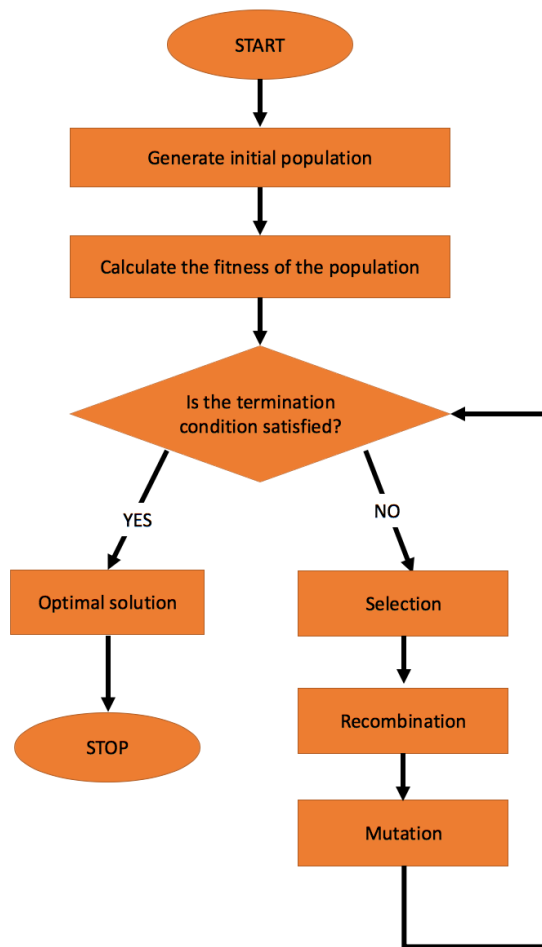 START
Generate initial population
Calculate the fitness of the population
Is the termination
condition satisfied?
YES
NO
Optimal solution
Selection
Recombination
STOP
Mutation